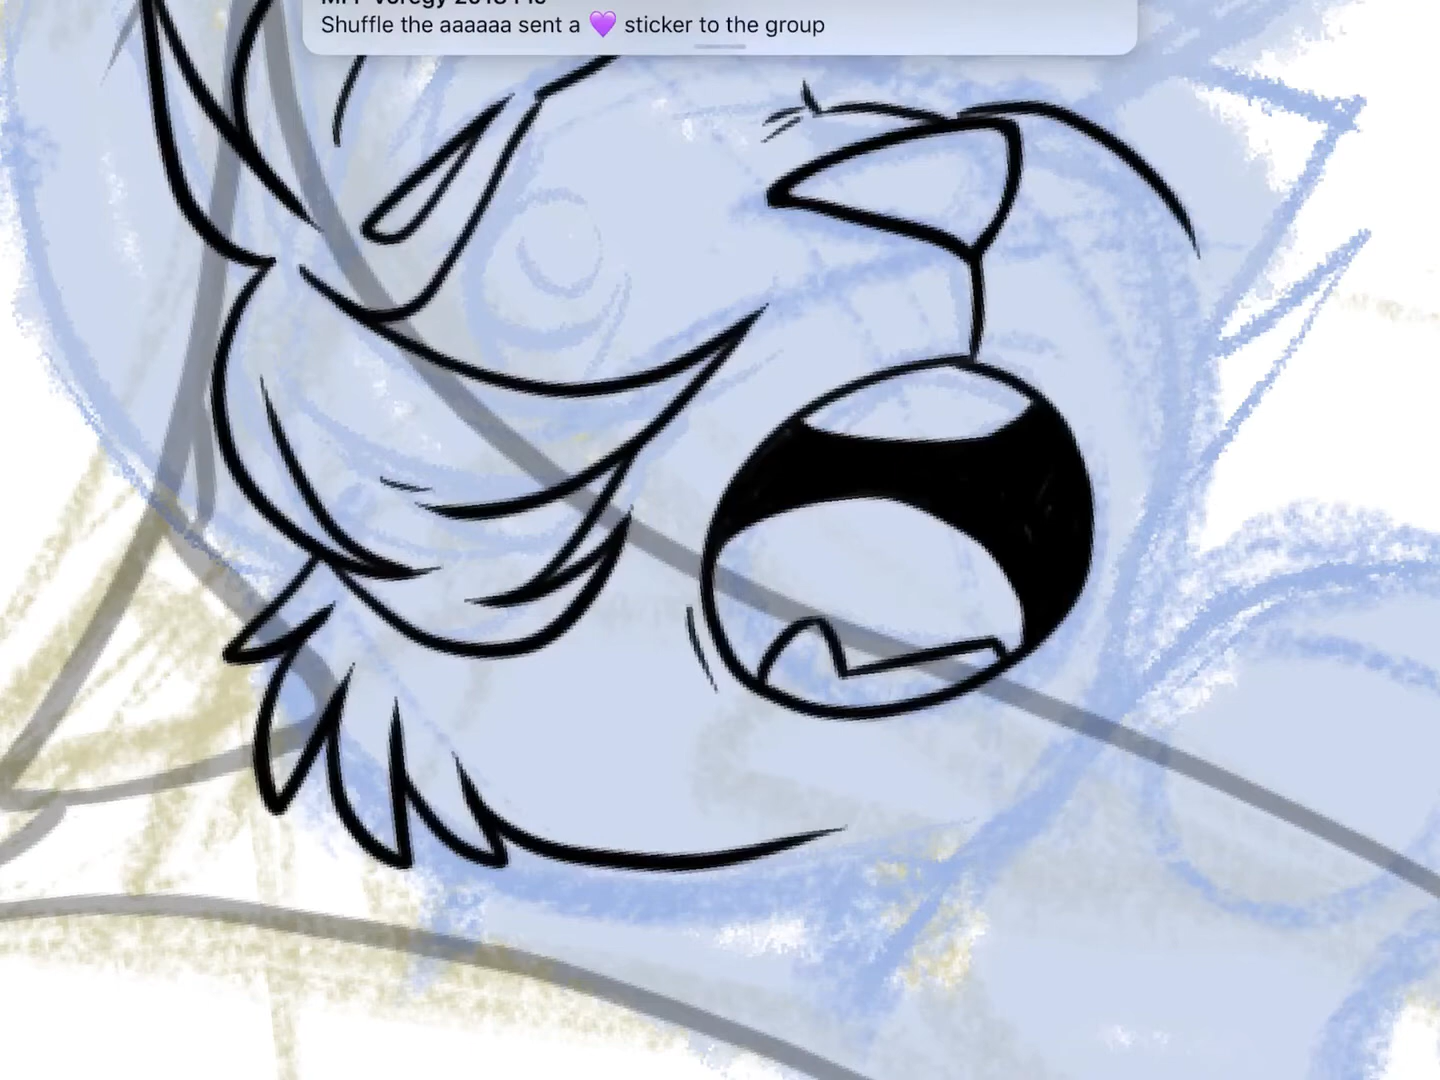 Shuffle the aaaaaa sent a 💜 sticker to the group